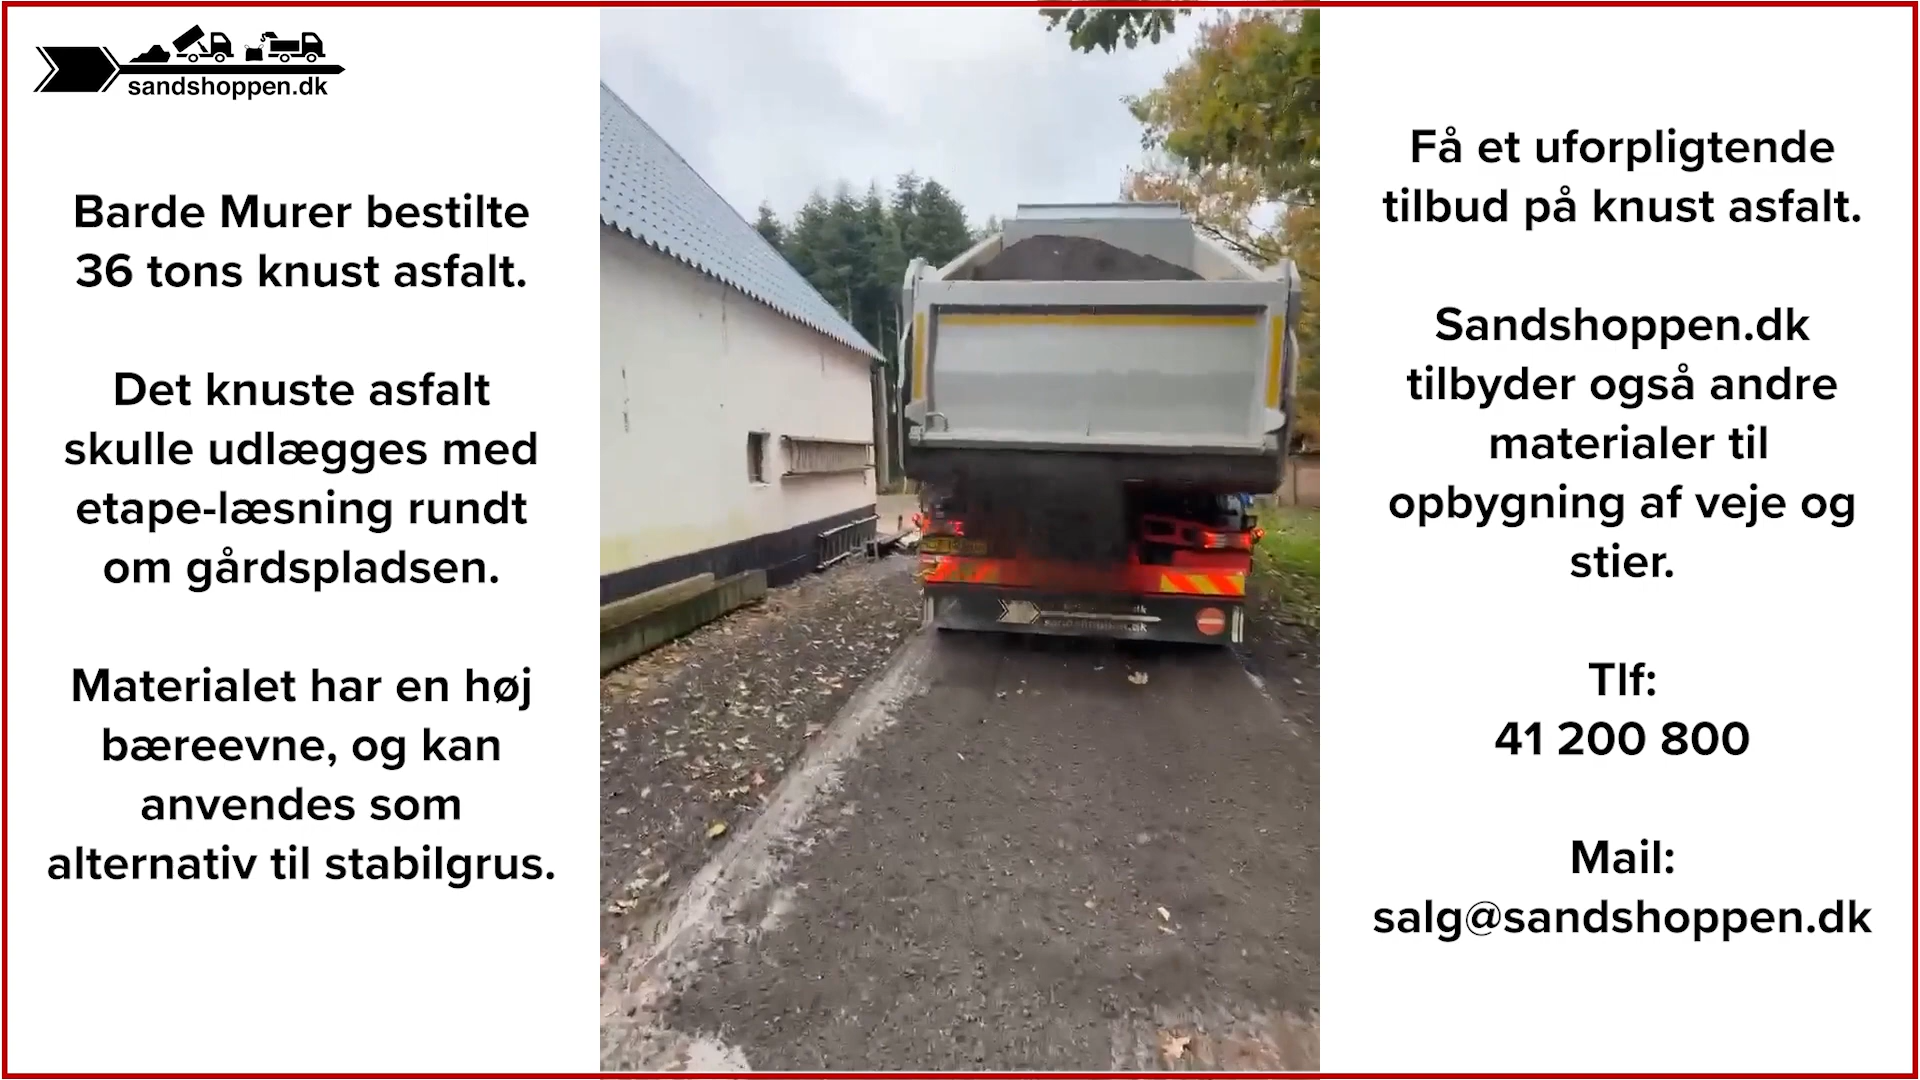 sandshoppen.dk
Barde Murer bestilte
36 tons knust asfalt.
Det knuste asfalt
skulle udlægges med
etape-læsning rundt
om gårdspladsen.
Materialet har en høj
bæreevne, og kan
anvendes som
alternativ til stabilgrus.
sandshoppen.dk
Få et uforpligtende
tilbud på knust asfalt.
Sandshoppen.dk
tilbyder også andre
materialer til
opbygning af veje og
stier.
Tlf:
41 200 800
Mail:
salg@sandshoppen.dk